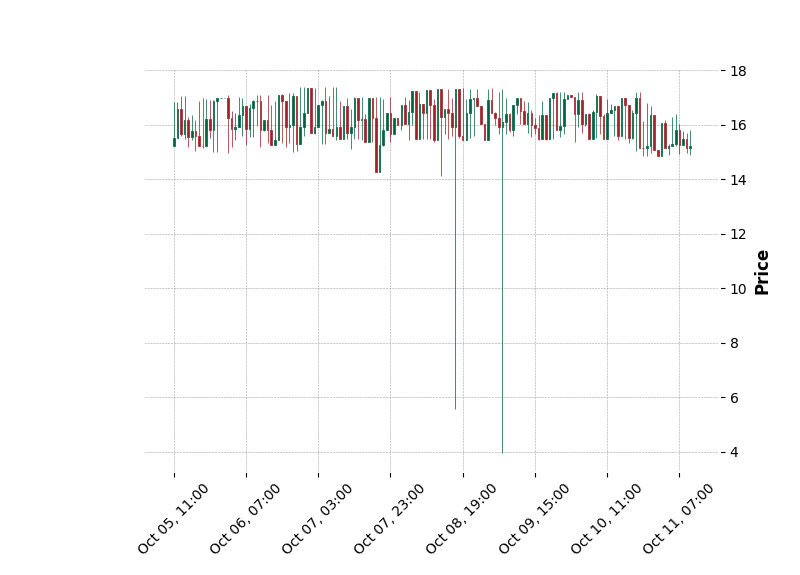 18
16
14
12
10
8
6
4
Price
Oct 05, 11:00
Oct 06, 07:00
Oct 07, 03:00
Oct 07, 23:00
Oct 08, 19:00
Oct 09, 15:00
Oct 10, 11:00
Oct 11, 07:00